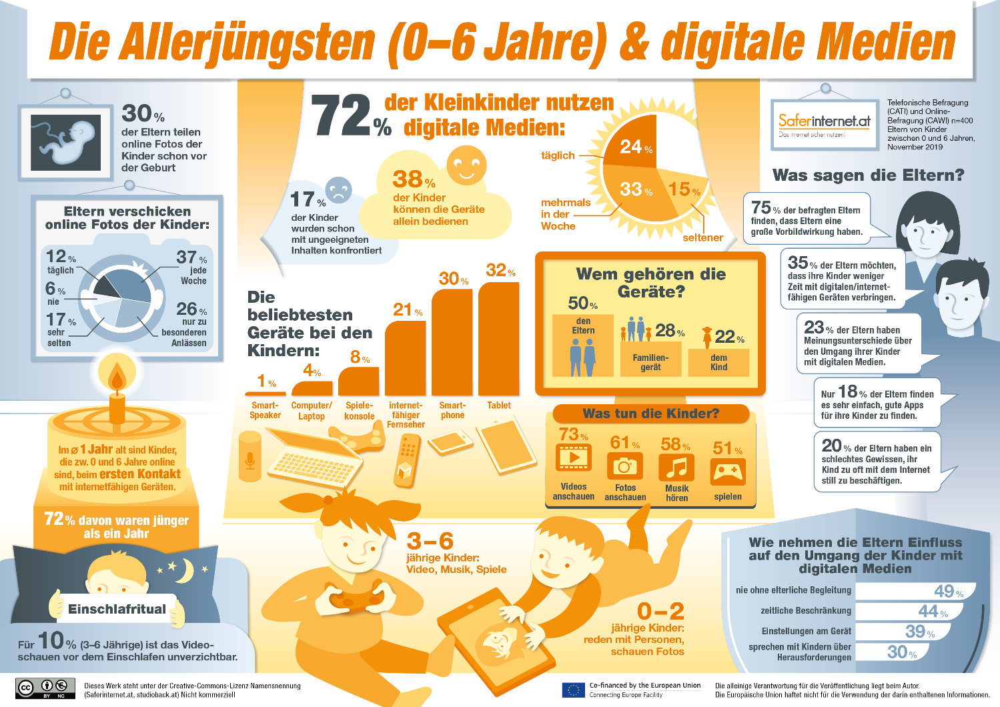 Die Allerjüngsten (0–6 Jahre) & digitale Medien
30 %
der Eltern teilen
online Fotos der
Kinder schon vor
der Geburt
Eltern verschicken
online Fotos der Kinder:
12 %
täglich
6 %
nie
17 %
sehr
selten
37 %
jede
Woche
26 %
nur zu
besonderen
Anlässen
Im ø 1 Jahr alt sind Kinder,
die zw. 0 und 6 Jahre online
sind, beim ersten Kontakt
mit internetfähigen Geräten.
72 % davon waren jünger
als ein Jahr
Einschlafritual
Für 10 % (3–6 Jährige) ist das Video-
schauen vor dem Einschlafen unverzichtbar.
72 % der Kleinkinder nutzen
digitale Medien:
17 %
der Kinder
wurden schon
mit ungeeigneten
Inhalten konfrontiert
38 %
der Kinder
können die Geräte
allein bedienen
täglich
24 %
mehrmals
in der
Woche
33 %
15 %
seltener
Die
beliebtesten
Geräte bei den
Kindern:
1 %
4 %
8 %
21 %
30 %
32 %
Smart-
Speaker
Computer/
Laptop
Spiele-
konsole
internet-
fähiger
Fernseher
Smart-
phone
Tablet
Wem gehören die
Geräte?
50 %
den
Eltern
28 %
Familien-
gerät
22 %
dem
Kind
Was tun die Kinder?
73 %
Videos
anschauen
61 %
Fotos
anschauen
58 %
Musik
hören
51 %
spielen
3–6
jährige Kinder:
Video, Musik, Spiele
0–2
jährige Kinder:
reden mit Personen,
schauen Fotos
Saferinternet.at
Das Internet sicher nutzen!
Telefonische Befragung
(CATI) und Online-
Befragung (CAWI) n=400
Eltern von Kinder
zwischen 0 und 6 Jahren,
November 2019
Was sagen die Eltern?
75 % der befragten Eltern
finden, dass Eltern eine
große Vorbildwirkung haben.
35 % der Eltern möchten,
dass ihre Kinder weniger
Zeit mit digitalen/internet-
fähigen Geräten verbringen.
23 % der Eltern haben
Meinungsunterschiede über
den Umgang ihrer Kinder
mit digitalen Medien.
Nur 18 % der Eltern finden
es sehr einfach, gute Apps
für ihre Kinder zu finden.
20 % der Eltern haben ein
schlechtes Gewissen, ihr
Kind zu oft mit dem Internet
still zu beschäftigen.
Wie nehmen die Eltern Einfluss
auf den Umgang der Kinder mit
digitalen Medien
nie ohne elterliche Begleitung 49 %
zeitliche Beschränkung 44 %
Einstellungen am Gerät 39 %
sprechen mit Kindern über
Herausforderungen 30 %
cc BY NC
Dieses Werk steht unter der Creative-Commons-Lizenz Namensnennung
(Saferinternet.at, studioback.at) Nicht kommerziell
Co-financed by the European Union
Connecting Europe Facility
Die alleinige Verantwortung für die Veröffentlichung liegt beim Autor.
Die Europäische Union haftet nicht für die Verwendung der darin enthaltenen Informationen.